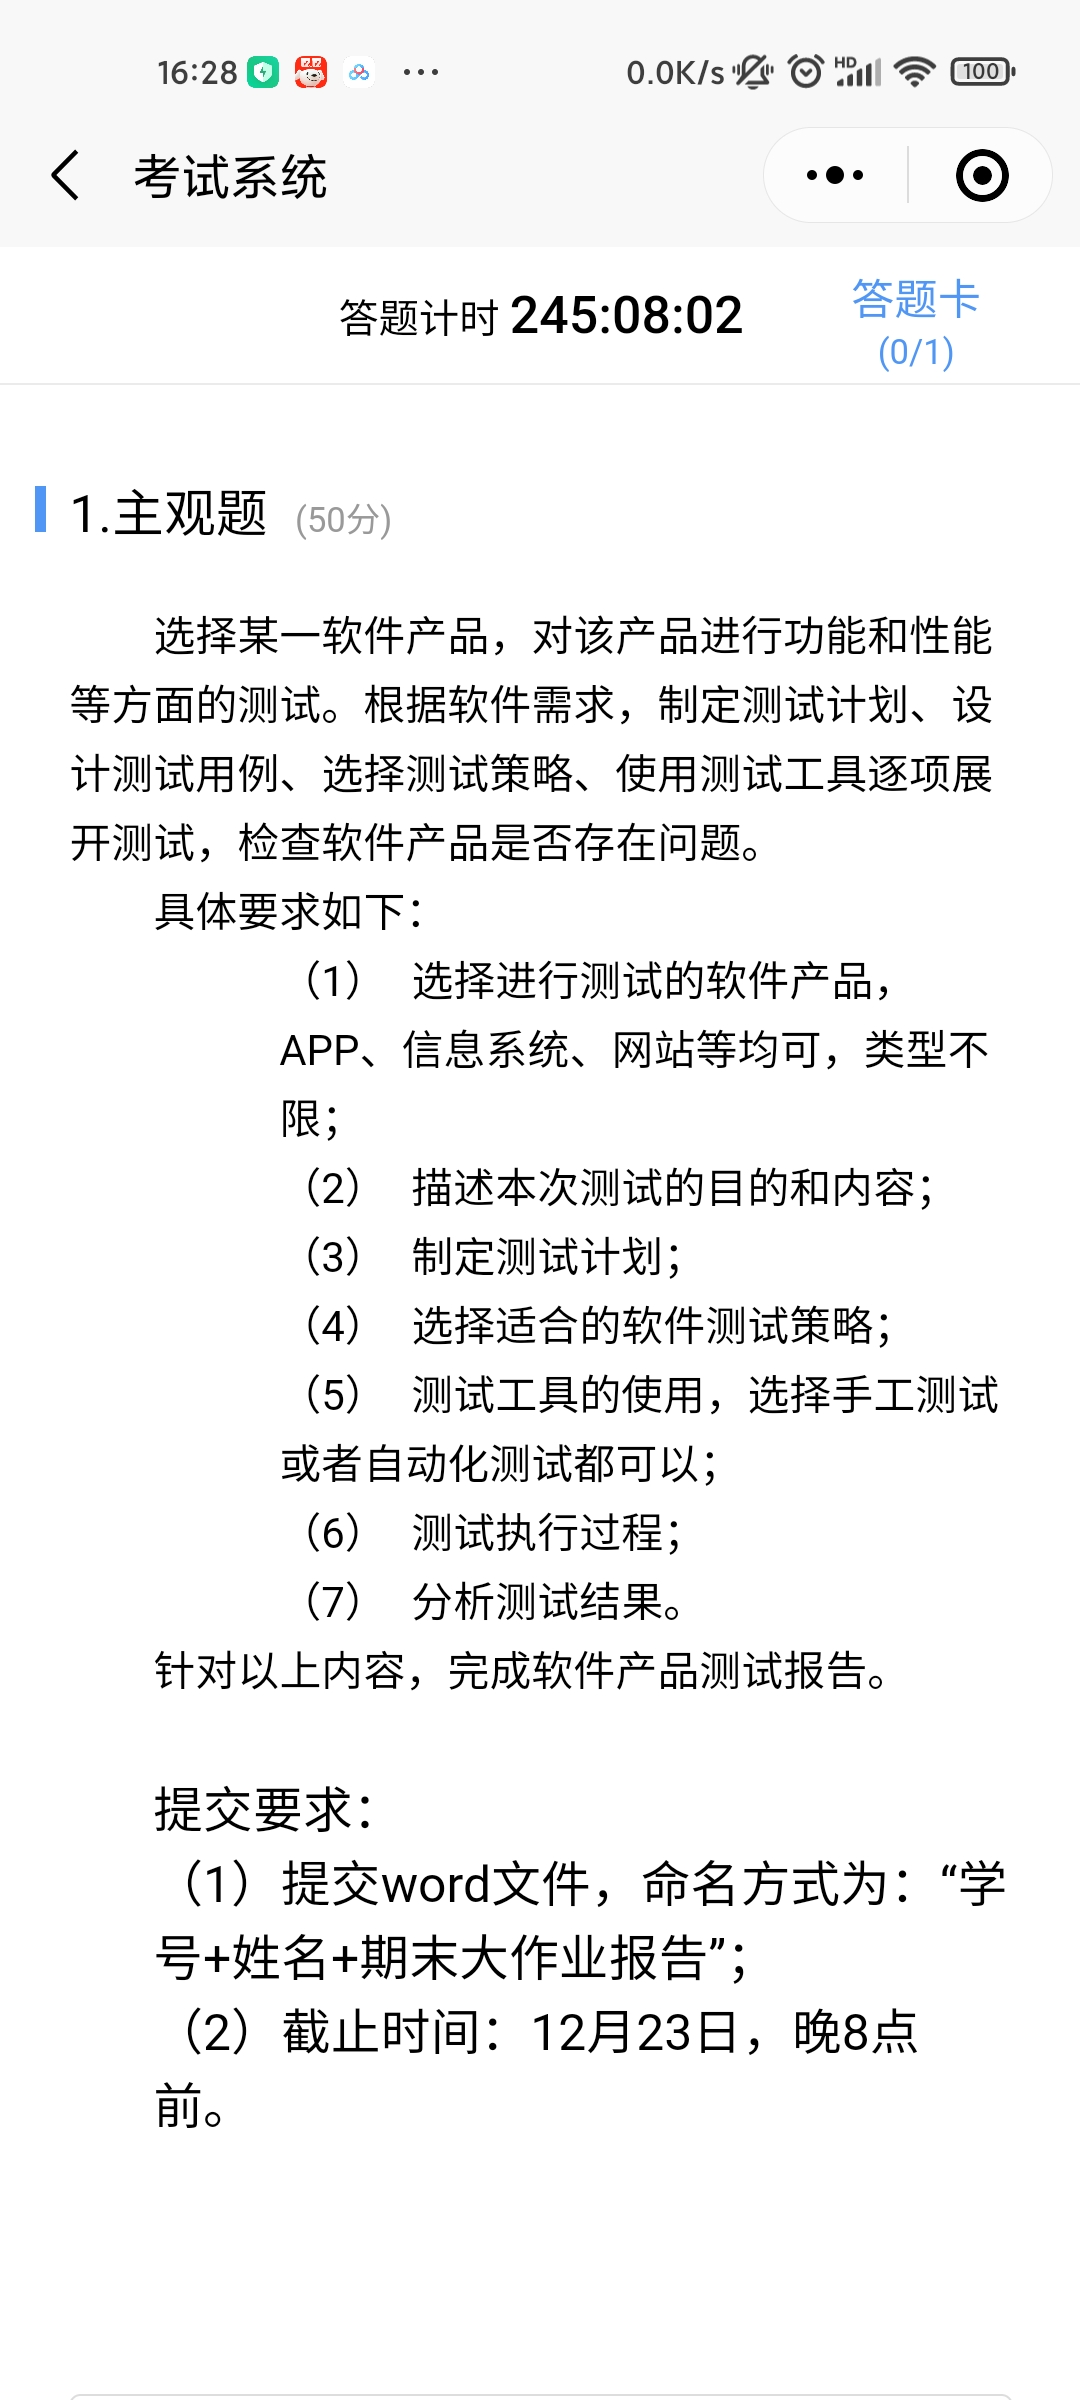 16:28
0.0K/s
HD
100
考试系统
答题计时 245:08:02
答题卡
(0/1)
1.主观题 (50分)
选择某一软件产品，对该产品进行功能和性能
等方面的测试。根据软件需求，制定测试计划、设
计测试用例、选择测试策略、使用测试工具逐项展
开测试，检查软件产品是否存在问题。
具体要求如下：
（1） 选择进行测试的软件产品，
APP、信息系统、网站等均可，类型不
限；
（2） 描述本次测试的目的和内容；
（3） 制定测试计划；
（4） 选择适合的软件测试策略；
（5） 测试工具的使用，选择手工测试
或者自动化测试都可以；
（6） 测试执行过程；
（7） 分析测试结果。
针对以上内容，完成软件产品测试报告。
提交要求：
（1）提交word文件，命名方式为：“学
号+姓名+期末大作业报告”；
（2）截止时间：12月23日，晚8点
前。